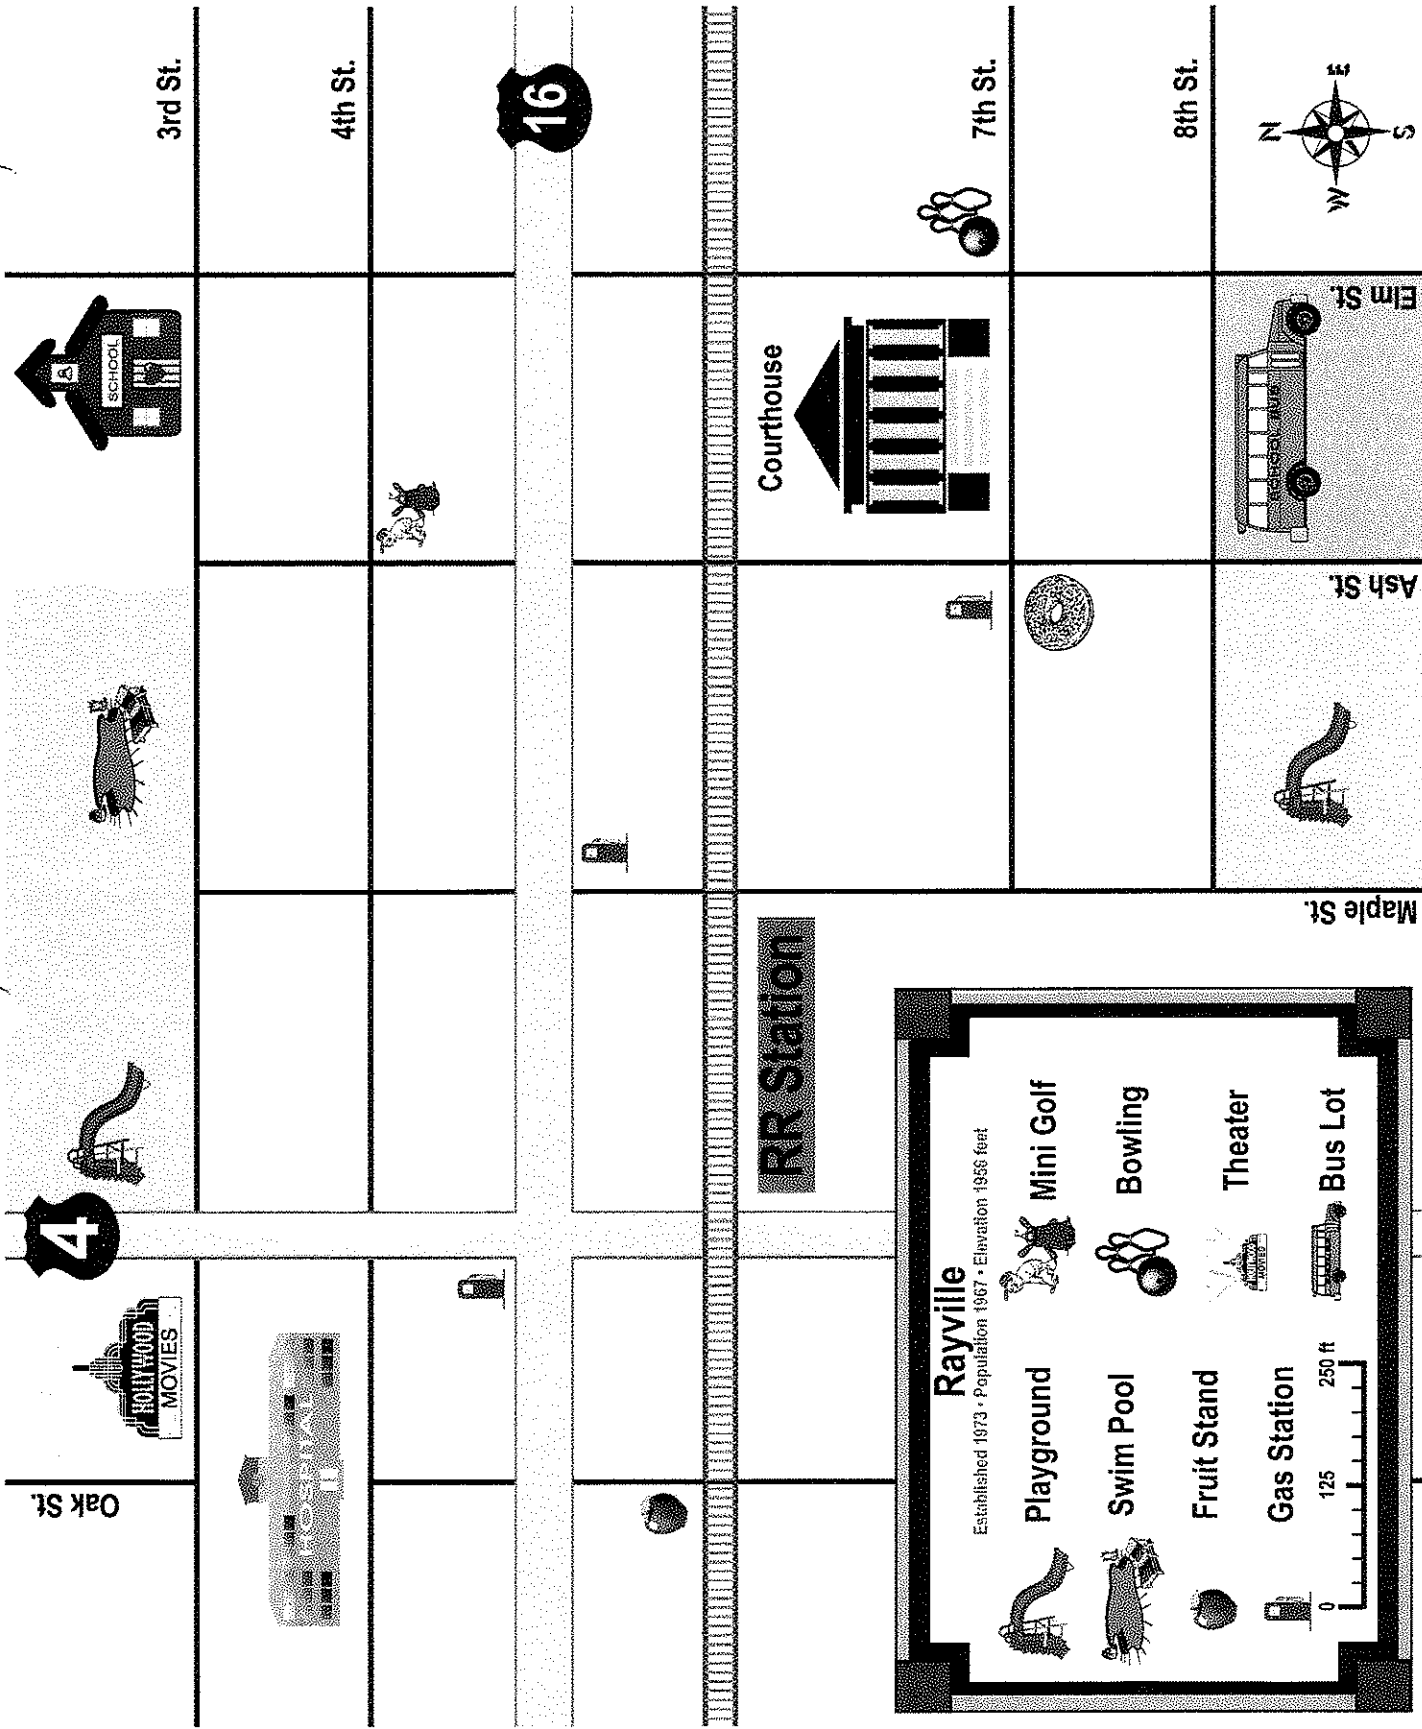 Oak St.
HOLLYWOOD
MOVIES
4
SCHOOL
3rd St.
HOSPITAL
H
4th St.
16
RR Station
Courthouse
7th St.
8th St.
Maple St.
Ash St.
SCHOOL BUS
Elm St.
N
W
E
S
Rayville
Established 1973 • Population 1967 • Elevation 1956 feet
Playground
Mini Golf
Swim Pool
Bowling
Fruit Stand
Theater
Gas Station
Bus Lot
0 125 250 ft